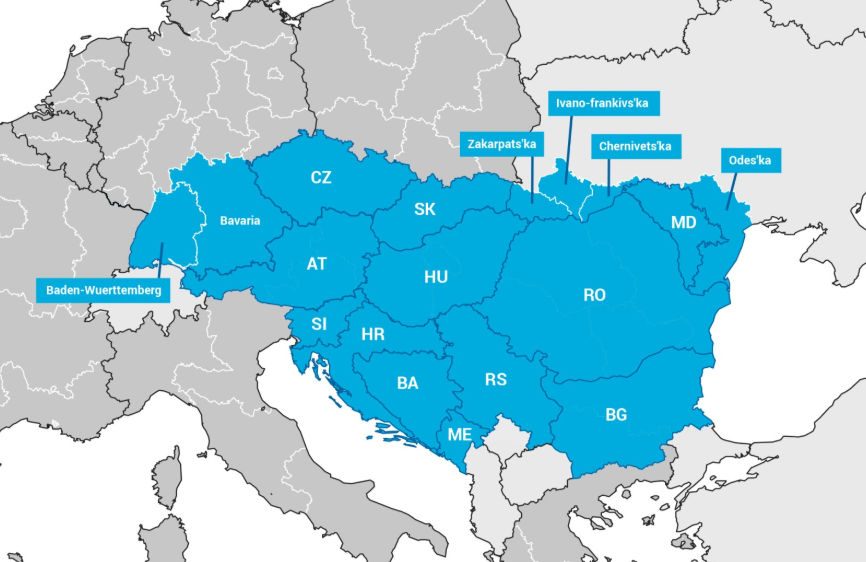 Ivano-frankivs'ka
Zakarpats'ka
Chernivets'ka
Odes'ka
CZ
SK
Bavaria
MD
AT
HU
Baden-Wuerttemberg
RO
SI
HR
BA
RS
BG
ME